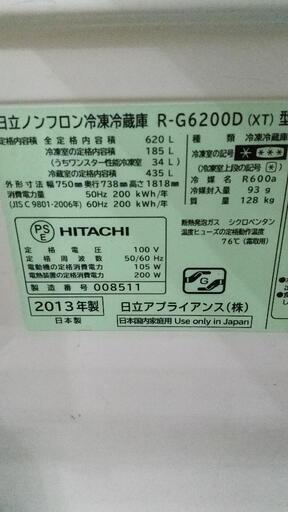 日立ノンフロン冷凍冷蔵庫 R-G6200D (XT) 型
定格内容積 全定格内容積 620 L
冷凍室の定格内容積 185 L
(うちワンスター性能冷凍室 34 L)
冷蔵室の定格内容積 435 L
外形寸法 幅750mm奥行738mm高さ1818mm
消費電力量 50Hz 200 kWh/年
(JIS C 9801-2006年) 60Hz 200 kWh/年
種類 冷凍冷蔵庫
冷凍室の記号 * ***
(冷凍室上段の記号 *)
冷媒名 R600a
冷媒封入量 93 g
質量 128 kg
PS
E
HITACHI
定格電圧 100 V
定格周波数 50/60 Hz
電動機の定格消費電力 105 W
電熱装置の定格消費電力 200 W
製造番号 008511
断熱発泡ガス シクロペンタン
温度ヒューズの定格動作温度
76℃ (霜取用)
G
2013年製
日本製
日立アプライアンス(株)
日本国内家庭用 Use only in Japan